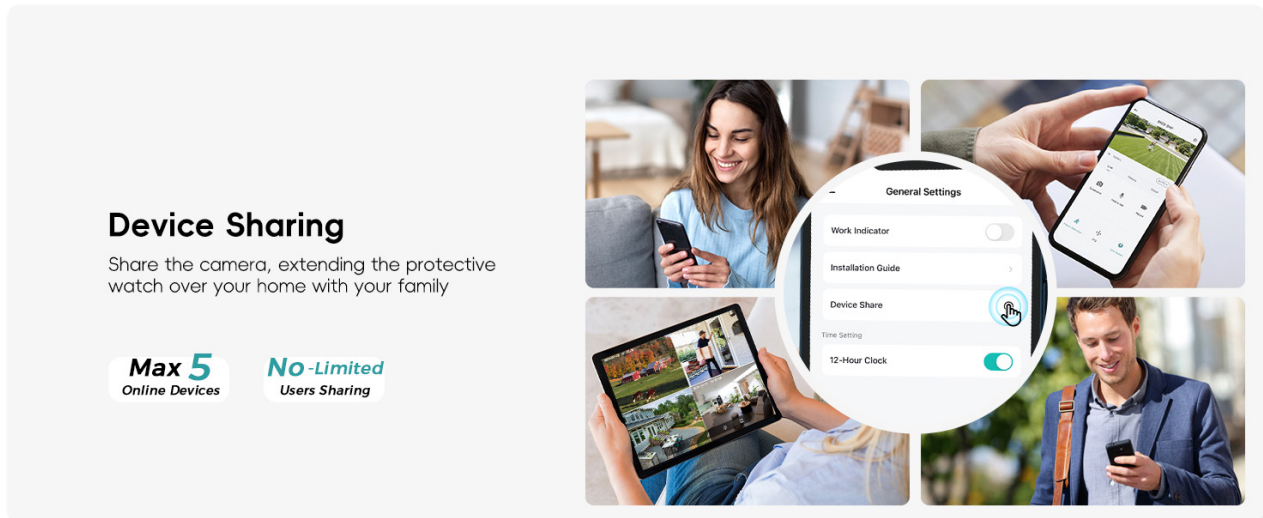 Device Sharing
Share the camera, extending the protective
watch over your home with your family
Max 5
Online Devices
No-Limited
Users Sharing
General Settings
Work Indicator
Installation Guide
Device Share
Time Setting
12-Hour Clock